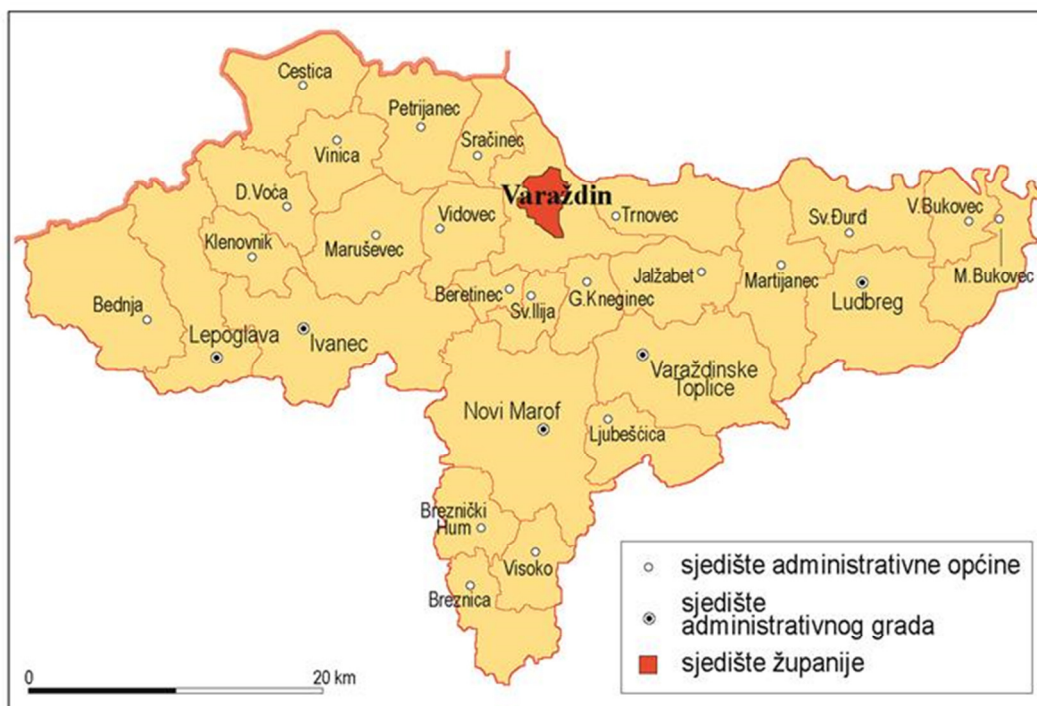 Cestica
Petrijanec
Sračinec
Vinica
D.Voća
Varaždin
Vidovec
Trnovec
Sv.Đurđ
V.Bukovec
Klenovnik
Maruševec
Beretinec
Sv.Ilija
G.Kneginec
Jalžabet
Martijanec
M.Bukovec
Bednja
Lepoglava
Ivanec
Ludbreg
Varaždinske
Toplice
Novi Marof
Ljubešćica
Breznički
Hum
Visoko
Breznica
sjedište administrativne općine
sjedište
administrativnog grada
sjedište županije
0
20 km